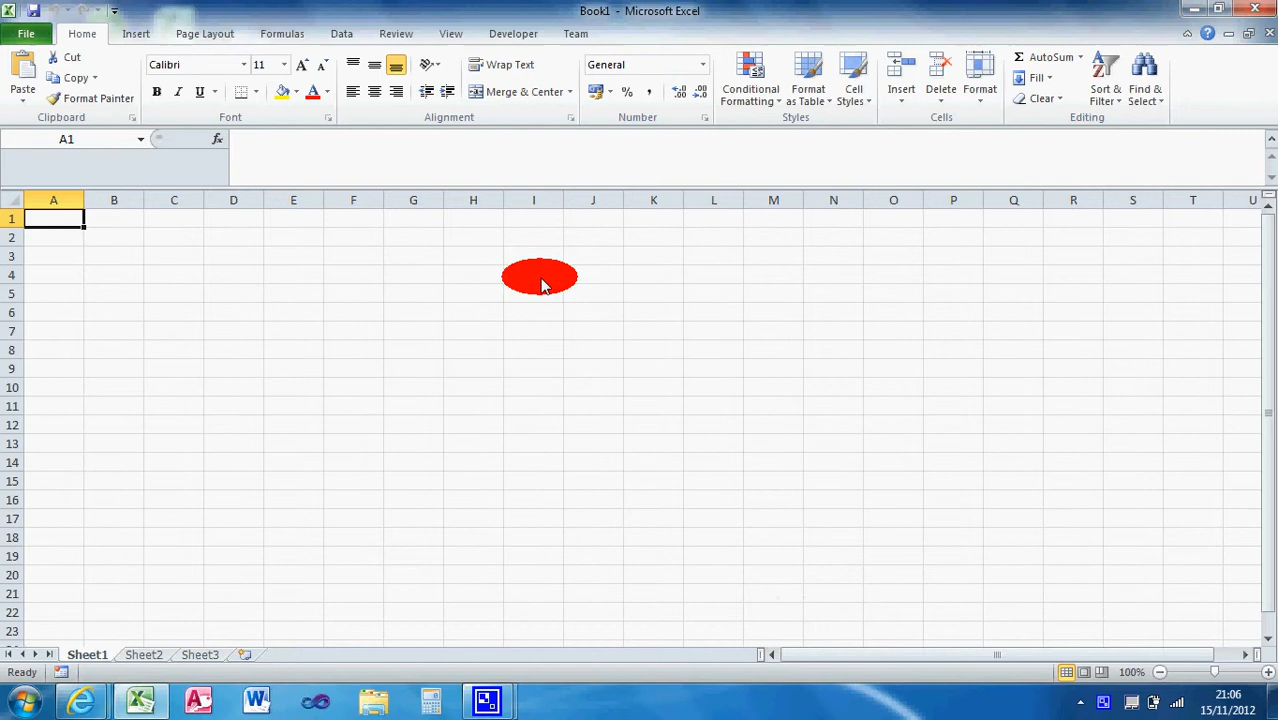 Book1 - Microsoft Excel
File Home Insert Page Layout Formulas Data Review View Developer Team
Paste
Cut
Copy
Format Painter
Clipboard
Calibri 11
B I U
Font
Wrap Text
Merge & Center
Alignment
General
%
Number
Conditional Formatting
Format as Table
Cell Styles
Styles
Insert
Delete
Format
Cells
AutoSum
Fill
Clear
Sort & Filter
Find & Select
Editing
A1
fx
A B C D E F G H I J K L M N O P Q R S T U
1
2
3
4
5
6
7
8
9
10
11
12
13
14
15
16
17
18
19
20
21
22
23
Sheet1 Sheet2 Sheet3
Ready
100%
21:06
15/11/2012